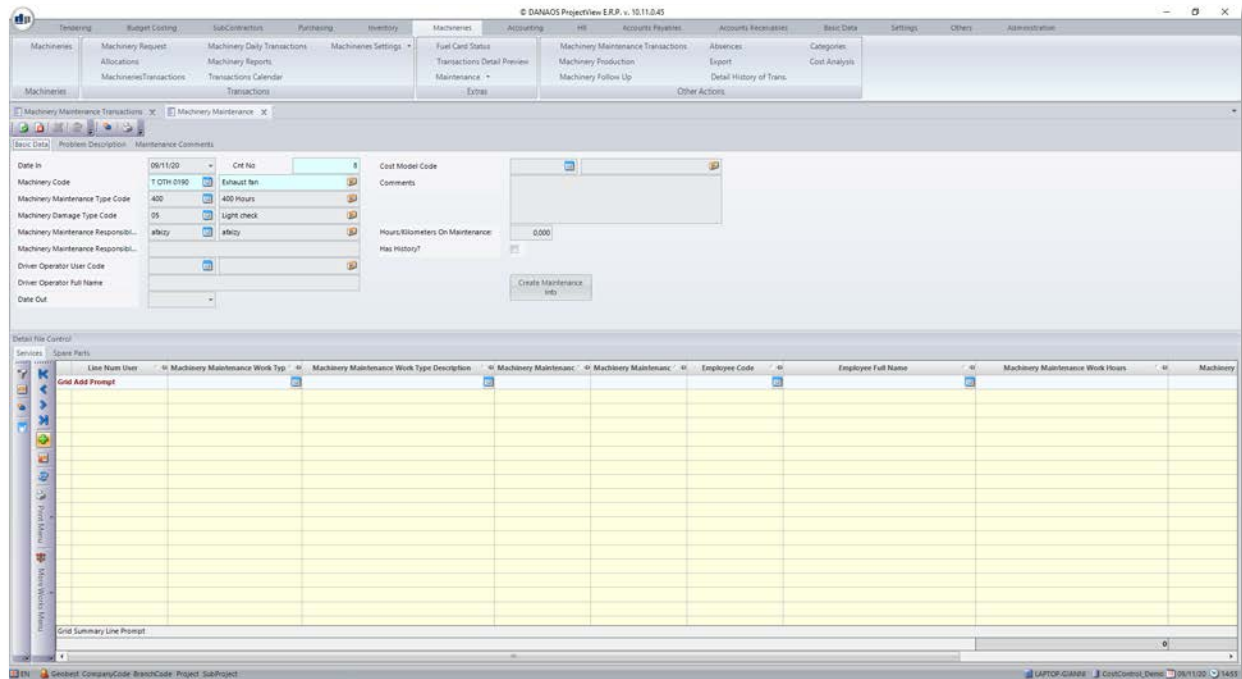 dip
© DANAOS ProjectView E.R.P. v. 10.11.0.45
Tendering Budget Costing SubContractors Purchasing Inventory Machineries Accounting HR Accounts Payables Accounts Receivables Basic Data Settings Others Administrative
Machineries Machinery Request Machinery Daily Transactions Machineries Settings Fuel Card Status Machinery Maintenance Transactions Absences Categories
Allocations Machinery Reports Transactions Detail Preview Machinery Production Export Cost Analysis
MachineriesTransactions Transactions Calendar Maintenance Machinery Follow Up Detail History of Trans.
Machineries Transactions Extras Other Actions
Machinery Maintenance Transactions X Machinery Maintenance X
Basic Data Problem Description Maintenance Comments
Date In 09/11/20 Cnt No 8 Cost Model Code
Machinery Code T OTH 0190 Exhaust fan Comments
Machinery Maintenance Type Code 400 400 Hours
Machinery Damage Type Code 05 Light check
Machinery Maintenance Responsibl... afaizy afaizy Hours/Kilometers On Maintenance: 0,000
Machinery Maintenance Responsibl... Has History?
Driver Operator User Code
Driver Operator Full Name Create Maintenance Info
Date Out
Detail File Control
Services Spare Parts
Line Num User Machinery Maintenance Work Typ Machinery Maintenance Work Type Description Machinery Maintenanc Machinery Maintenanc Employee Code Employee Full Name Machinery Maintenance Work Hours Machinery
Grid Add Prompt
Print Menu
MoreWorks Menu
Grid Summary Line Prompt
0
EN Geobest CompanyCode BranchCode Project SubProject LAPTOP-GIANNI CostControl_Demo 09/11/20 1455